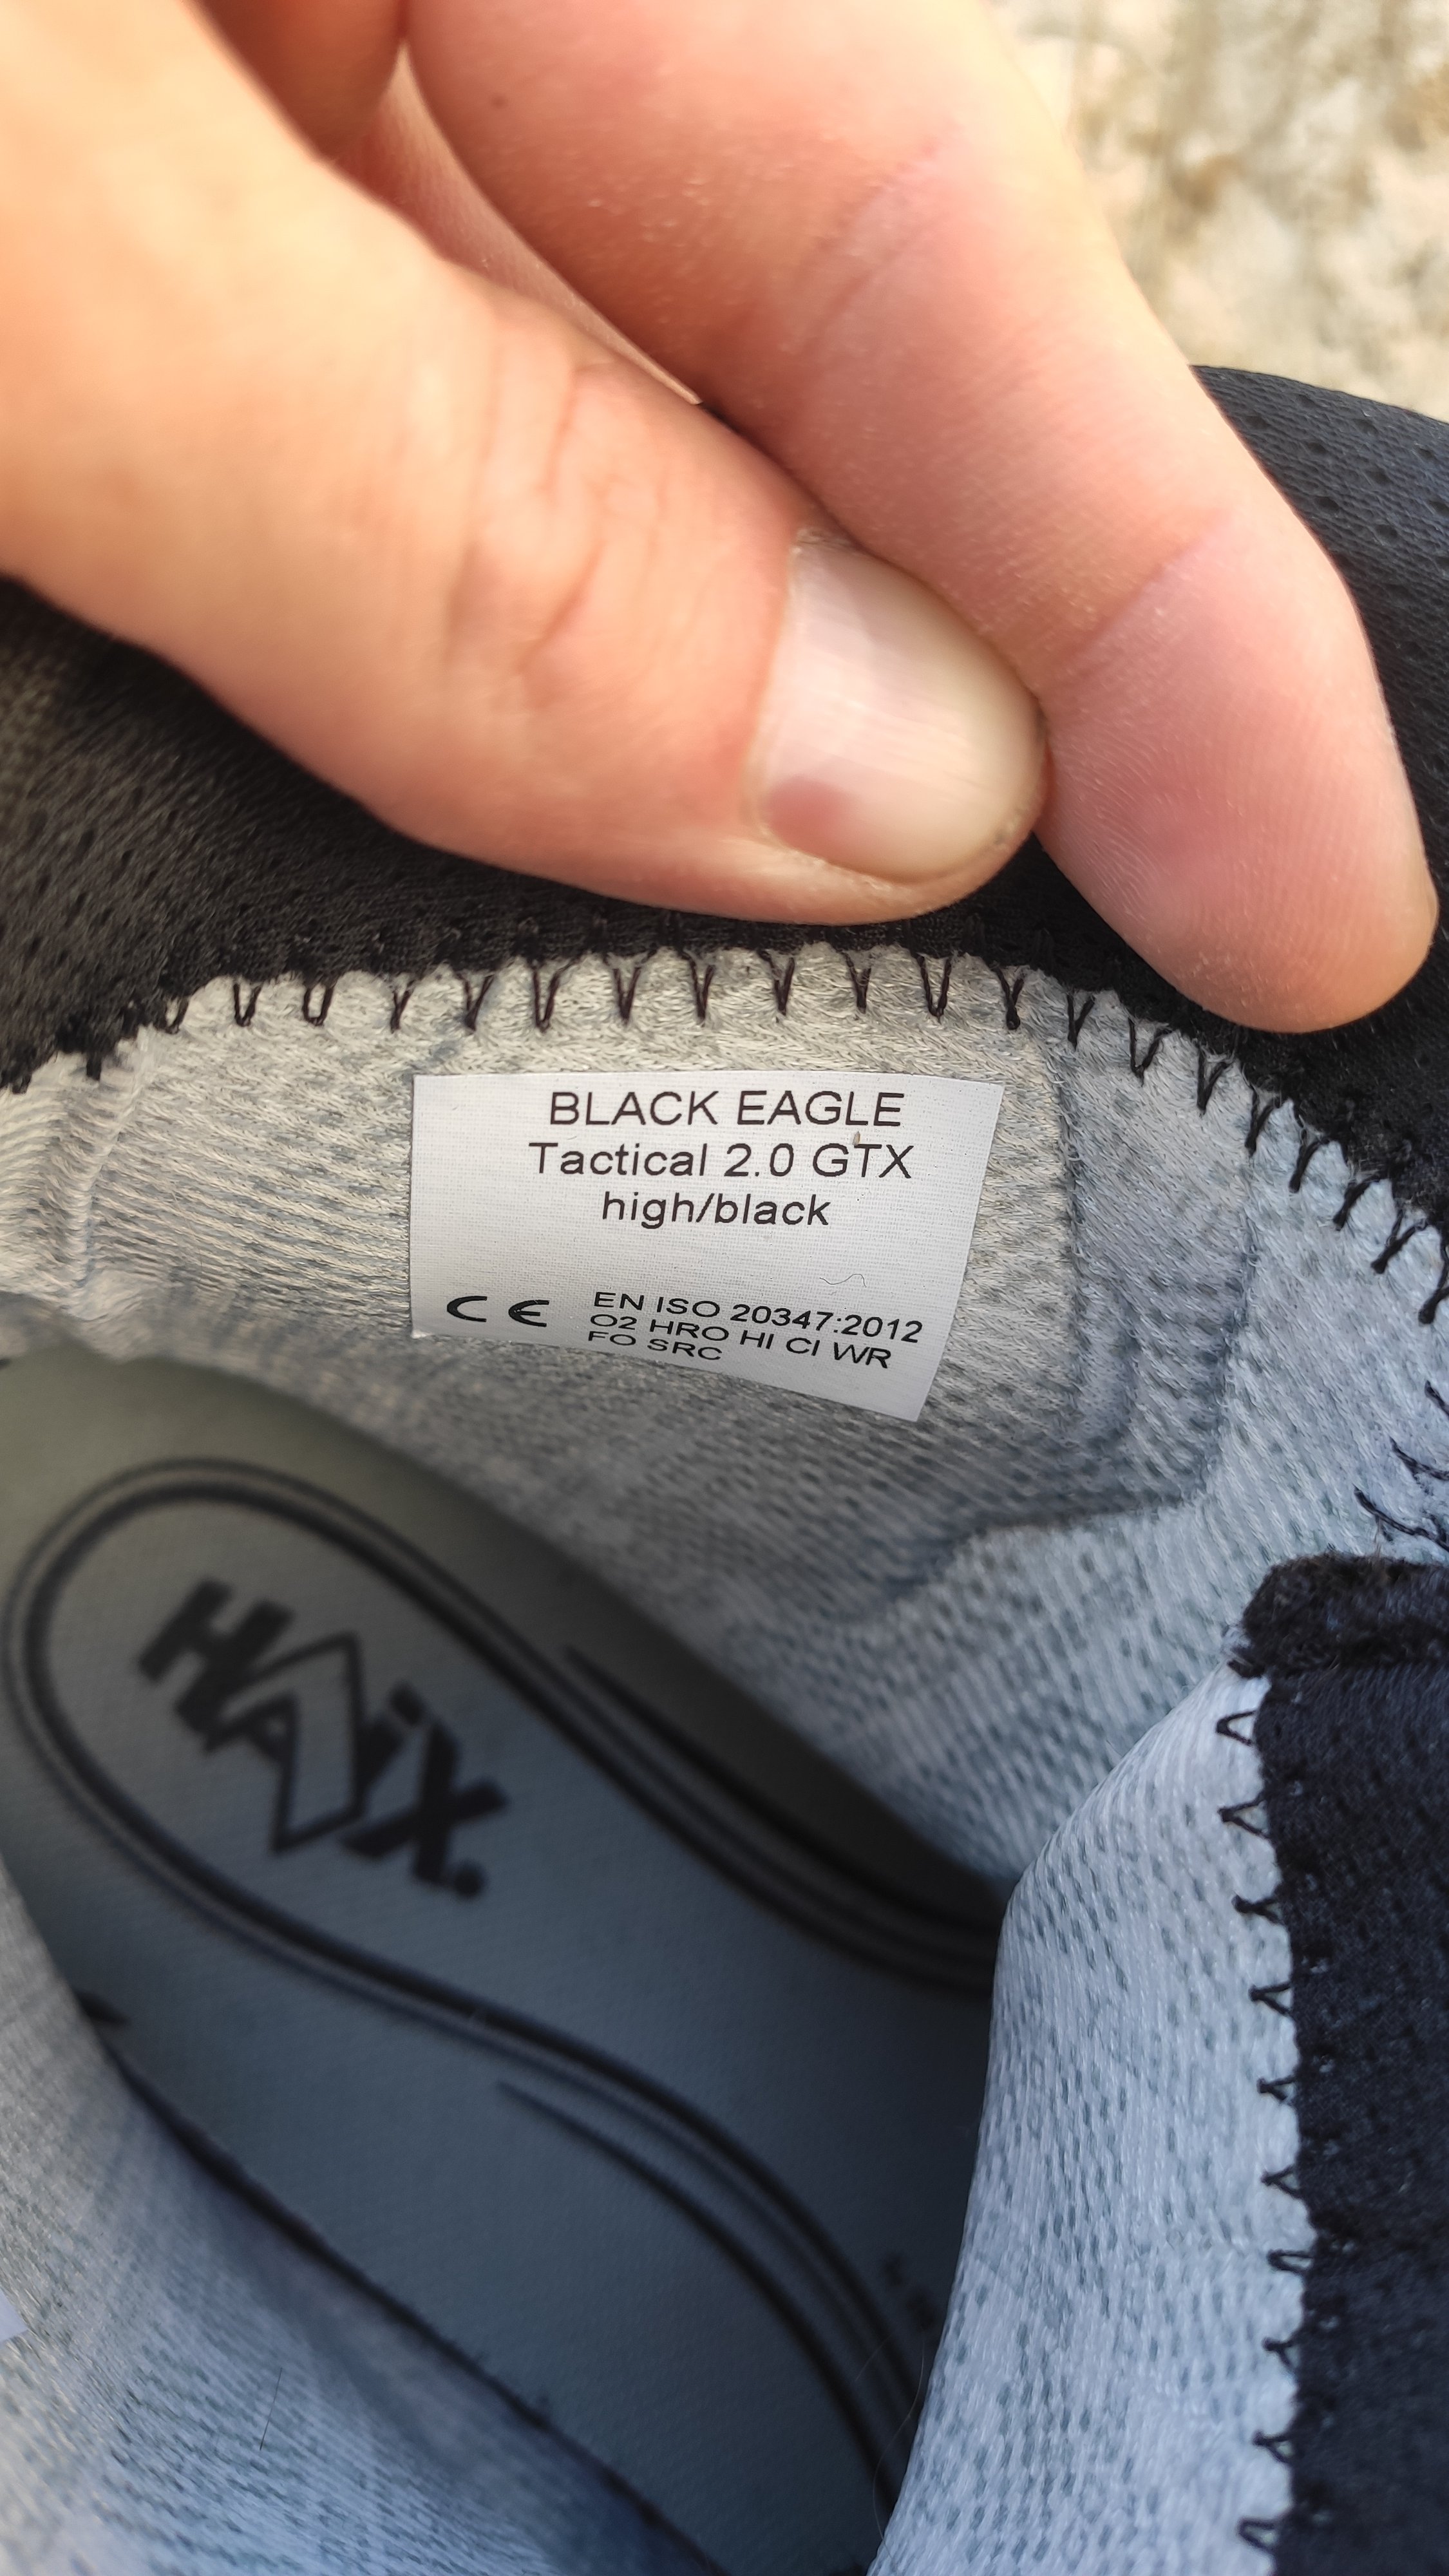 BLACK EAGLE
Tactical 2.0 GTX
high/black
CE EN ISO 20347:2012
O2 HRO HI CI WR
FO SRC
HAIX.